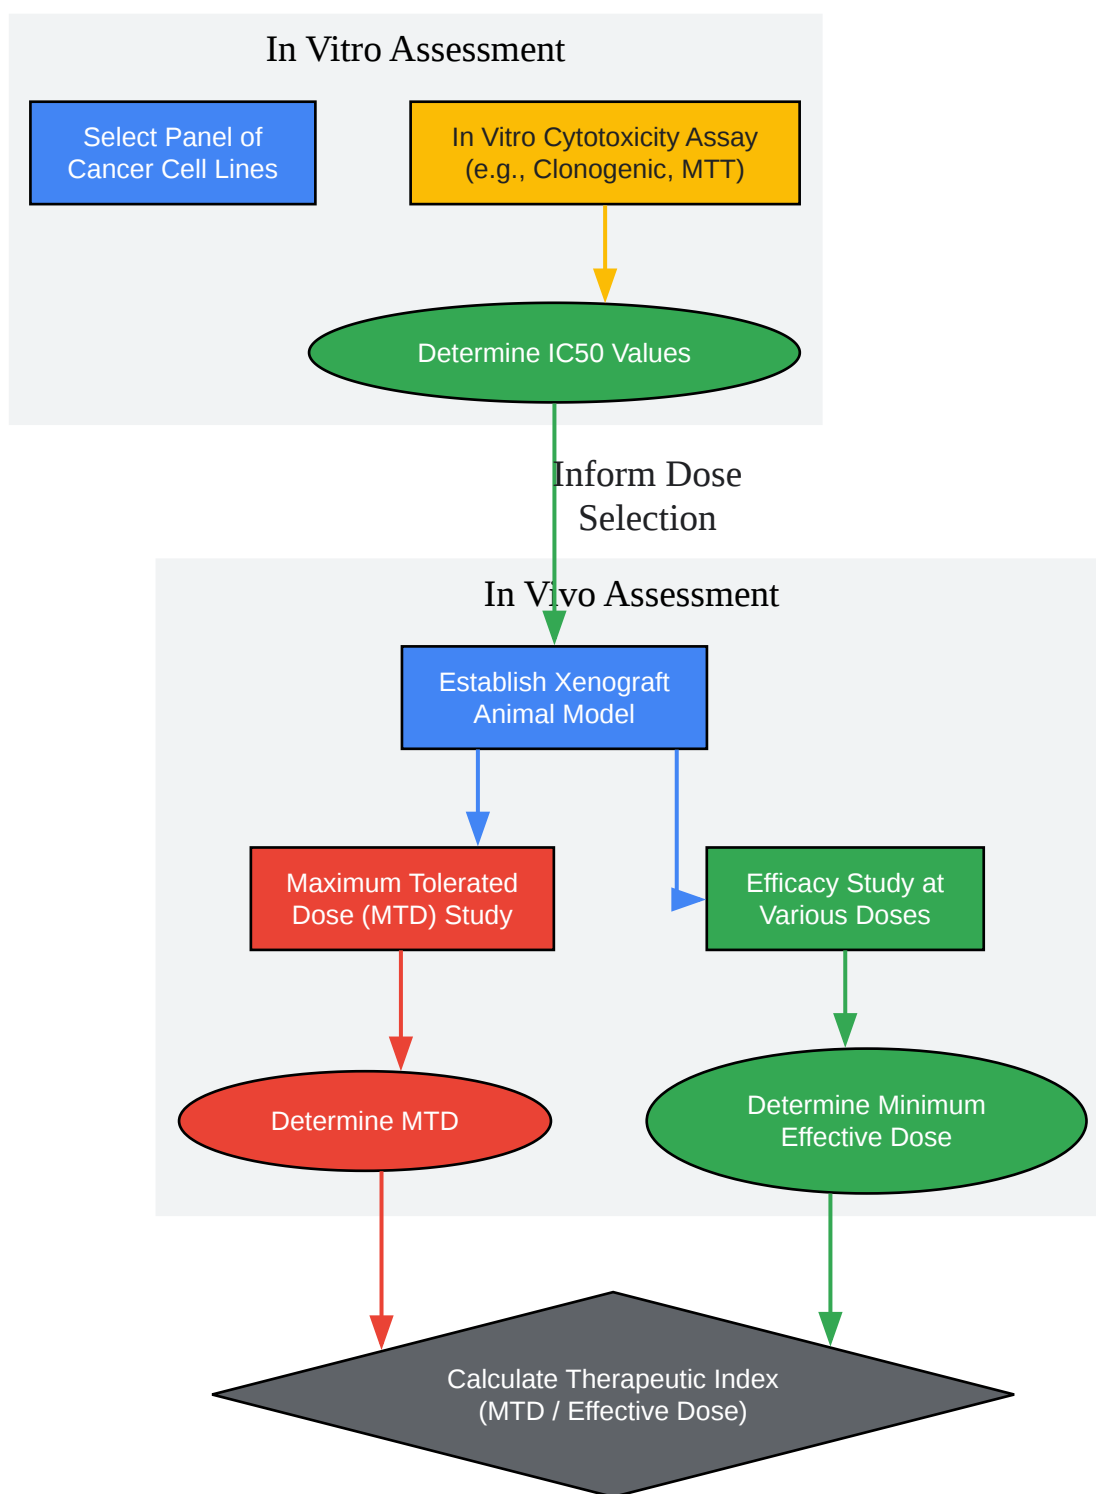 In Vitro Assessment
Select Panel of
Cancer Cell Lines
In Vitro Cytotoxicity Assay
(e.g., Clonogenic, MTT)
Determine IC50 Values
Inform Dose
Selection
In Vivo Assessment
Establish Xenograft
Animal Model
Maximum Tolerated
Dose (MTD) Study
Efficacy Study at
Various Doses
Determine MTD
Determine Minimum
Effective Dose
Calculate Therapeutic Index
(MTD / Effective Dose)